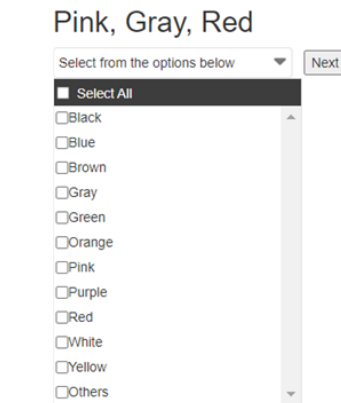 Pink, Gray, Red
Select from the options below
Next
Select All
Black
Blue
Brown
Gray
Green
Orange
Pink
Purple
Red
White
Yellow
Others